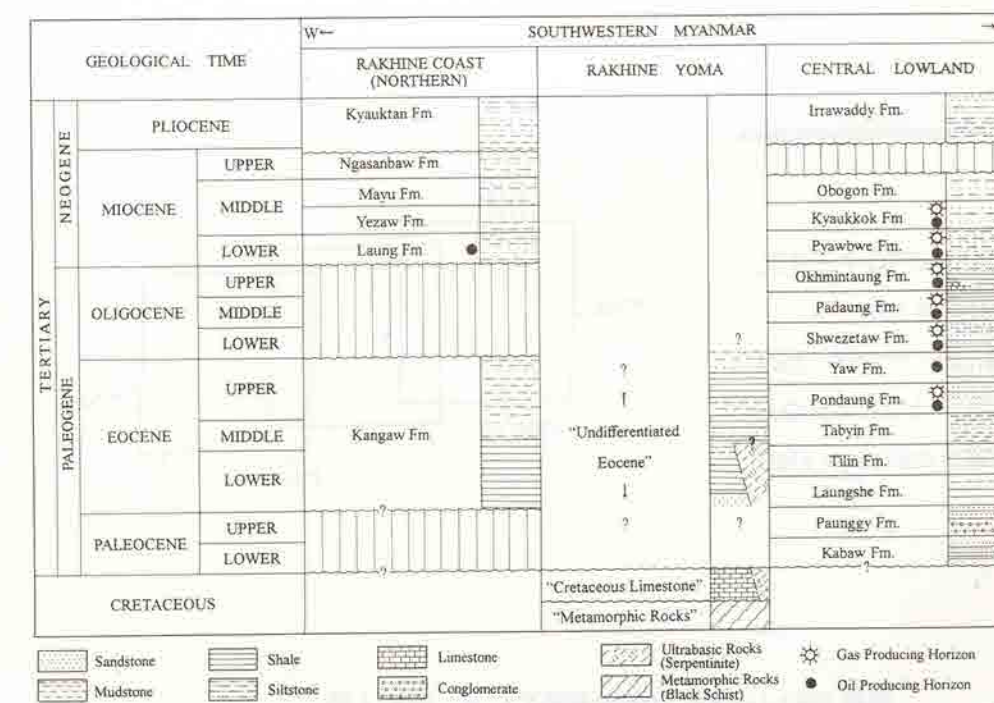 W←
SOUTHWESTERN MYANMAR
→
GEOLOGICAL TIME
RAKHINE COAST
(NORTHERN)
RAKHINE YOMA
CENTRAL LOWLAND
TERTIARY
NEOGENE
PLIOCENE
Kyauktan Fm
Irrawaddy Fm.
MIOCENE
UPPER
Ngasanbaw Fm
MIDDLE
Mayu Fm.
Obogon Fm.
Yezaw Fm.
Kyaukkok Fm
LOWER
Laung Fm
Pyawbwe Fm.
PALEOGENE
OLIGOCENE
UPPER
Okhmintaung Fm.
MIDDLE
Padaung Fm.
LOWER
Shwezetaw Fm.
?
EOCENE
UPPER
?
Yaw Fm.
Pondaung Fm.
MIDDLE
Kangaw Fm
"Undifferentiated
Eocene"
?
Tabyin Fm.
LOWER
Tilin Fm.
Laungshe Fm.
?
PALEOCENE
UPPER
?
?
Paunggy Fm.
LOWER
Kabaw Fm.
?
?
CRETACEOUS
"Cretaceous Limestone"
"Metamorphic Rocks"
Sandstone
Shale
Limestone
Ultrabasic Rocks
(Serpentinite)
Gas Producing Horizon
Mudstone
Siltstone
Conglomerate
Metamorphic Rocks
(Black Schist)
Oil Producing Horizon